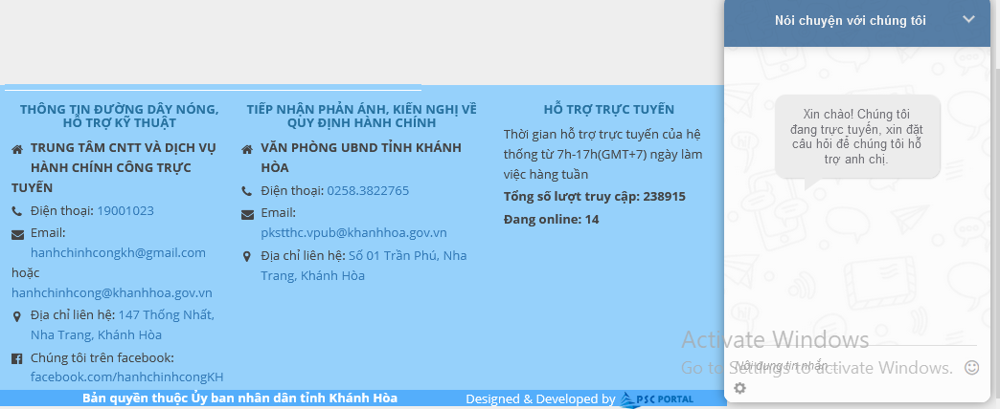 THÔNG TIN ĐƯỜNG DÂY NÓNG,
HỖ TRỢ KỸ THUẬT
TRUNG TÂM CNTT VÀ DỊCH VỤ
HÀNH CHÍNH CÔNG TRỰC
TUYẾN
Điện thoại: 19001023
Email:
hanhchinhcongkh@gmail.com
hoặc
hanhchinhcong@khanhhoa.gov.vn
Địa chỉ liên hệ: 147 Thống Nhất,
Nha Trang, Khánh Hòa
Chúng tôi trên facebook:
facebook.com/hanhchinhcongKH
TIẾP NHẬN PHẢN ÁNH, KIẾN NGHỊ VỀ
QUY ĐỊNH HÀNH CHÍNH
VĂN PHÒNG UBND TỈNH KHÁNH
HÒA
Điện thoại: 0258.3822765
Email:
pkstthc.vpub@khanhhoa.gov.vn
Địa chỉ liên hệ: Số 01 Trần Phú, Nha
Trang, Khánh Hòa
HỖ TRỢ TRỰC TUYẾN
Thời gian hỗ trợ trực tuyến của hệ
thống từ 7h-17h(GMT+7) ngày làm
việc hàng tuần
Tổng số lượt truy cập: 238915
Đang online: 14
Bản quyền thuộc Ủy ban nhân dân tỉnh Khánh Hòa
Designed & Developed by PSC PORTAL
Nói chuyện với chúng tôi
Xin chào! Chúng tôi
đang trực tuyến, xin đặt
câu hỏi để chúng tôi hỗ
trợ anh chị.
Activate Windows
Go to Settings to activate Windows.
Nội dung tin nhắn